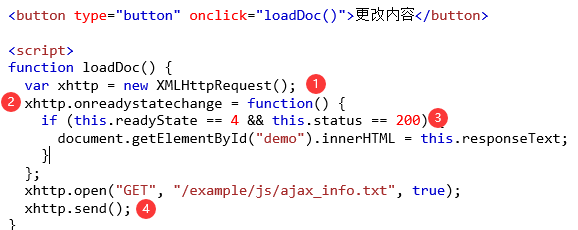 <button type="button" onclick="loadDoc()">更改内容</button>
<script>
function loadDoc() {
var xhttp = new XMLHttpRequest(); 1
2 xhttp.onreadystatechange = function() {
if (this.readyState == 4 && this.status == 200) 3 {
document.getElementById("demo").innerHTML = this.responseText;
}
};
xhttp.open("GET", "/example/js/ajax_info.txt", true);
xhttp.send(); 4
}